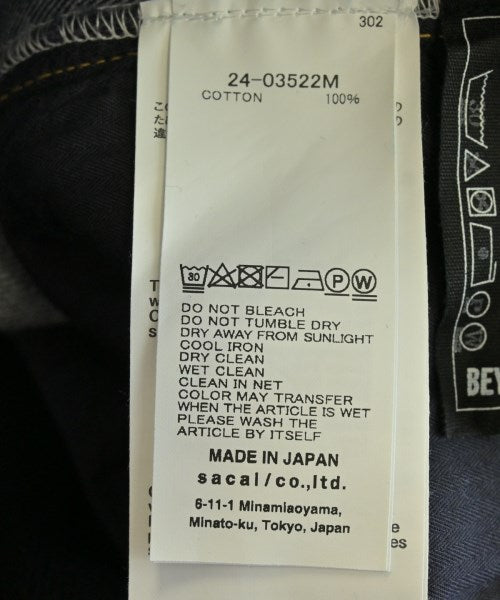 302
24-03522M
COTTON 100%
30
P
W
DO NOT BLEACH
DO NOT TUMBLE DRY
DRY AWAY FROM SUNLIGHT
COOL IRON
DRY CLEAN
WET CLEAN
CLEAN IN NET
COLOR MAY TRANSFER
WHEN THE ARTICLE IS WET
PLEASE WASH THE
ARTICLE BY ITSELF
MADE IN JAPAN
sacai/co.,ltd.
6-11-1 Minamiaoyama,
Minato-ku, Tokyo, Japan